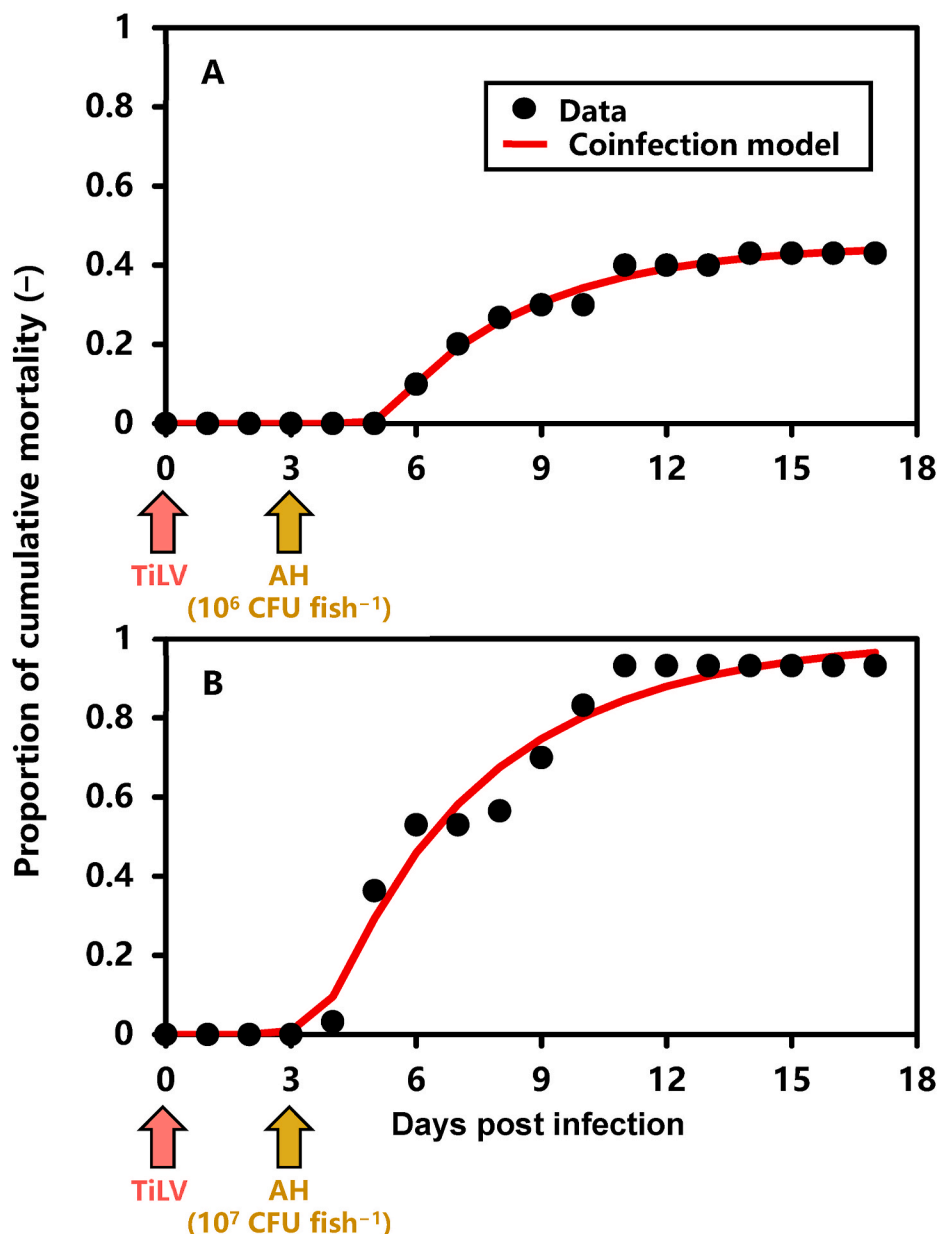 Proportion of cumulative mortality (−)
A
Data
Coinfection model
1
0.8
0.6
0.4
0.2
0
0 3 6 9 12 15 18
TiLV
AH
(10⁶ CFU fish⁻¹)
B
1
0.8
0.6
0.4
0.2
0
0 3 6 9 12 15 18
Days post infection
TiLV
AH
(10⁷ CFU fish⁻¹)